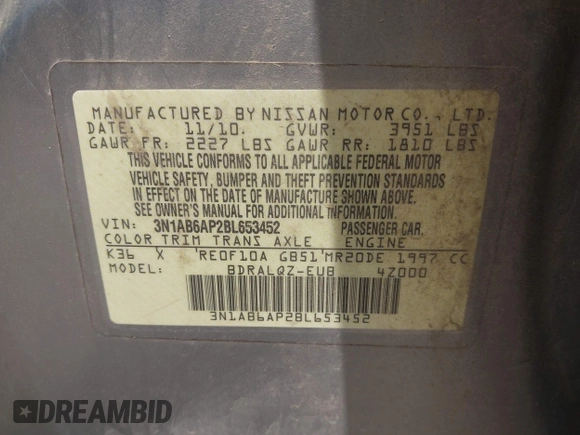 MANUFACTURED BY NISSAN MOTOR CO., LTD.
DATE: 11/10. GVWR: 3951 LBS
GAWR FR: 2227 LBS GAWR RR: 1810 LBS
THIS VEHICLE CONFORMS TO ALL APPLICABLE FEDERAL MOTOR
VEHICLE SAFETY, BUMPER AND THEFT PREVENTION STANDARDS
IN EFFECT ON THE DATE OF MANUFACTURE SHOWN ABOVE.
SEE OWNER'S MANUAL FOR ADDITIONAL INFORMATION.
VIN: 3N1AB6AP2BL653452 PASSENGER CAR.
COLOR TRIM TRANS AXLE ENGINE
K36 X RE0F10A GB51 MR20DE 1997 CC
MODEL: BDRALQZ-EUB 4Z000
3N1AB6AP2BL653452
DREAMBID